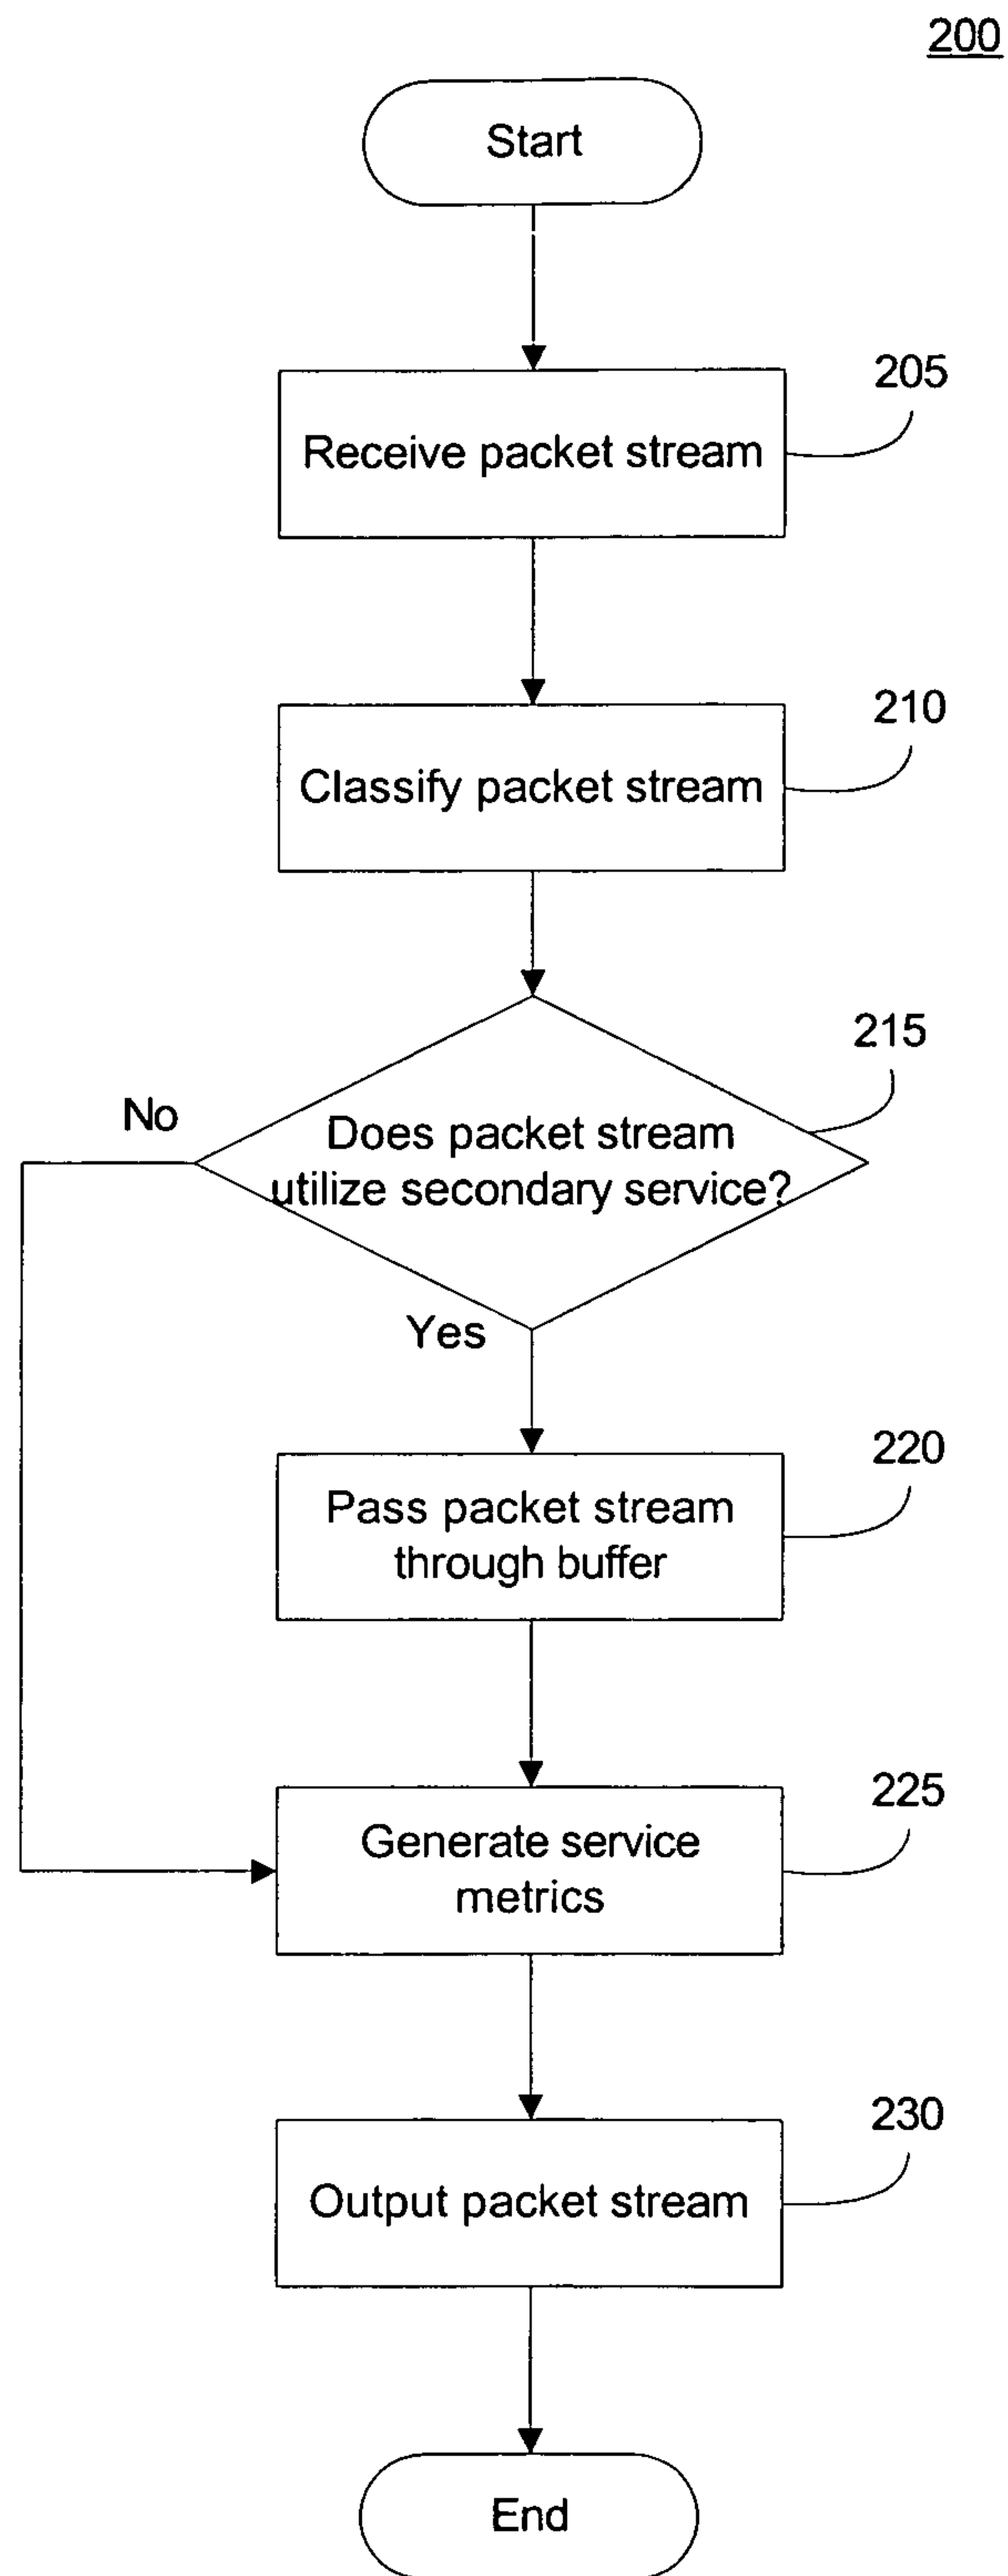 200
Start
205
Receive packet stream
210
Classify packet stream
215
No
Does packet stream
utilize secondary service?
Yes
220
Pass packet stream
through buffer
225
Generate service
metrics
230
Output packet stream
End